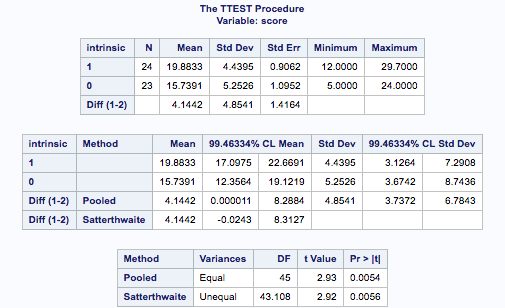 The TTEST Procedure
Variable: score
intrinsic N Mean Std Dev Std Err Minimum Maximum
1 24 19.8833 4.4395 0.9062 12.0000 29.7000
0 23 15.7391 5.2526 1.0952 5.0000 24.0000
Diff (1-2) 4.1442 4.8541 1.4164
intrinsic Method Mean 99.46334% CL Mean Std Dev 99.46334% CL Std Dev
1 19.8833 17.0975 22.6691 4.4395 3.1264 7.2908
0 15.7391 12.3564 19.1219 5.2526 3.6742 8.7436
Diff (1-2) Pooled 4.1442 0.000011 8.2884 4.8541 3.7372 6.7843
Diff (1-2) Satterthwaite 4.1442 -0.0243 8.3127
Method Variances DF t Value Pr > |t|
Pooled Equal 45 2.93 0.0054
Satterthwaite Unequal 43.108 2.92 0.0056